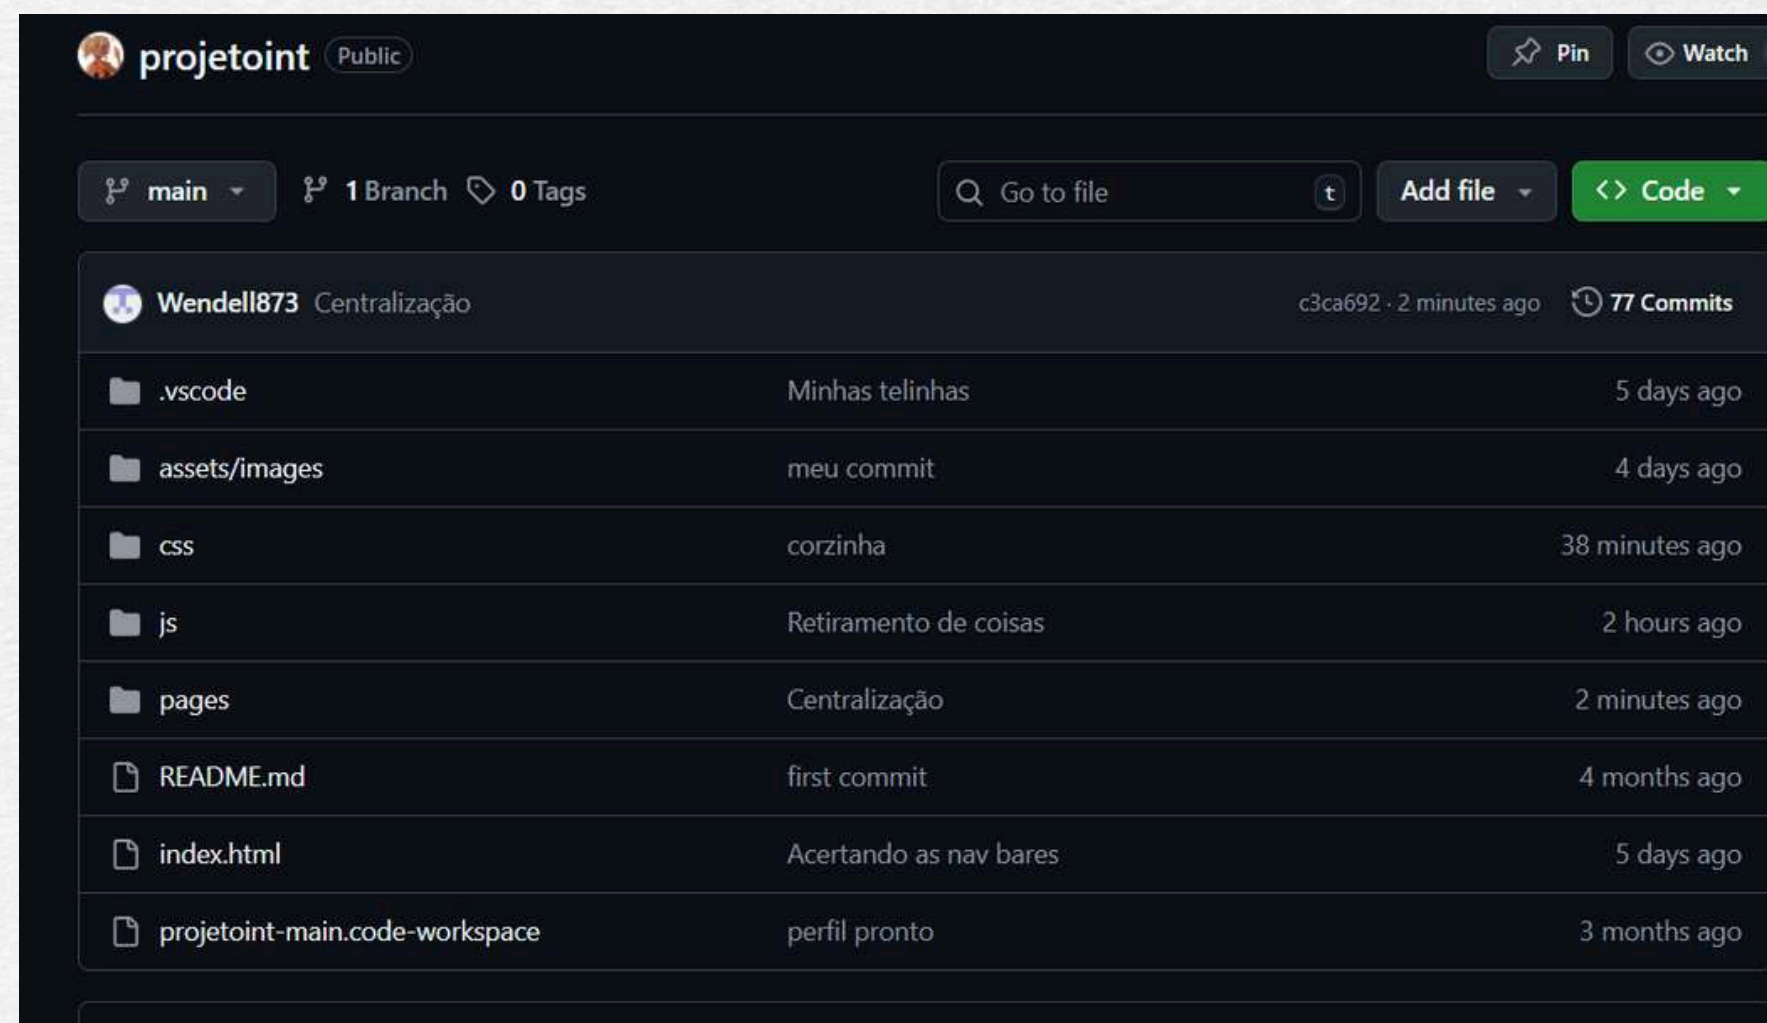 projetoint Public Pin Watch
main 1 Branch 0 Tags Go to file t Add file <> Code
Wendell873 Centralização c3ca692 · 2 minutes ago 77 Commits
.vscode Minhas telinhas 5 days ago
assets/images meu commit 4 days ago
css corzinha 38 minutes ago
js Retiramento de coisas 2 hours ago
pages Centralização 2 minutes ago
README.md first commit 4 months ago
index.html Acertando as nav bares 5 days ago
projetoint-main.code-workspace perfil pronto 3 months ago